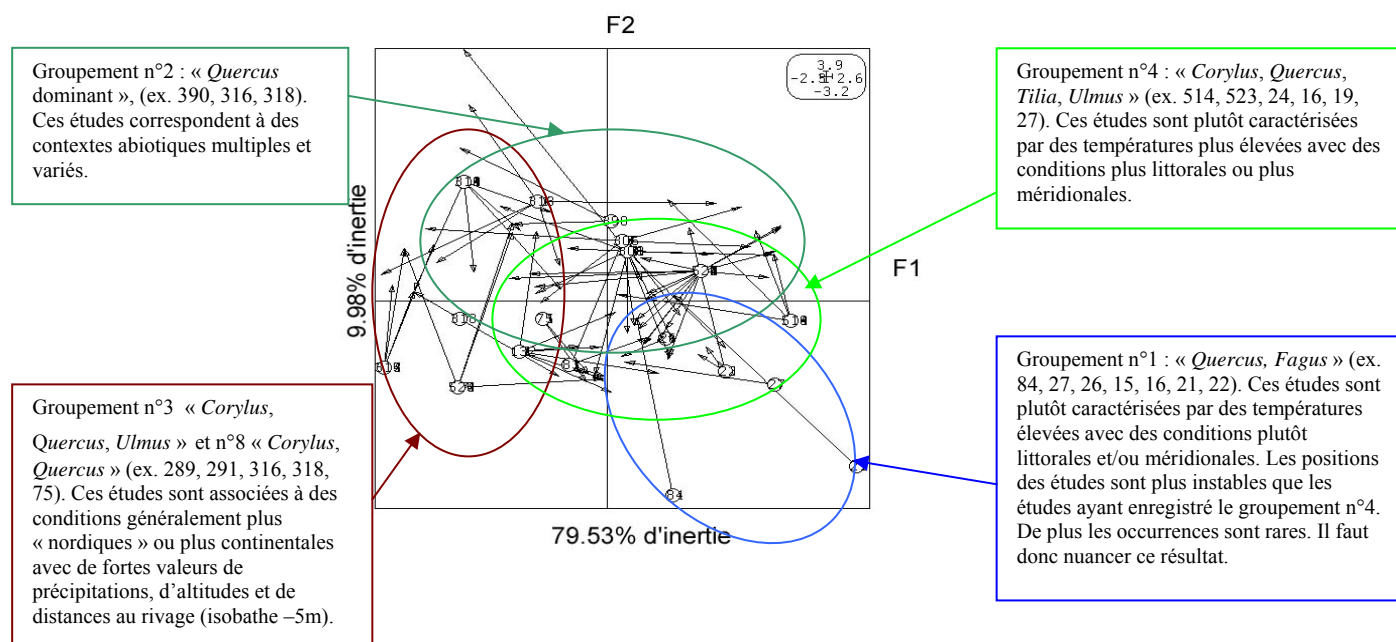 F2
Groupement n°2 : « Quercus
dominant », (ex. 390, 316, 318).
Ces études correspondent à des
contextes abiotiques multiples et
variés.
Groupement n°4 : « Corylus, Quercus,
Tilia, Ulmus » (ex. 514, 523, 24, 16, 19,
27). Ces études sont plutôt caractérisées
par des températures plus élevées avec des
conditions plus littorales ou plus
méridionales.
3.9
2.6
-3.2
F1
9.98% d'inertie
318
84
79.53% d'inertie
Groupement n°3 « Corylus,
Quercus, Ulmus » et n°8 « Corylus,
Quercus » (ex. 289, 291, 316, 318,
75). Ces études sont associées à des
conditions généralement plus
« nordiques » ou plus continentales
avec de fortes valeurs de
précipitations, d'altitudes et de
distances au rivage (isobathe –5m).
Groupement n°1 : « Quercus, Fagus » (ex.
84, 27, 26, 15, 16, 21, 22). Ces études sont
plutôt caractérisées par des températures
élevées avec des conditions plutôt
littorales et/ou méridionales. Les positions
des études sont plus instables que les
études ayant enregistré le groupement n°4.
De plus les occurrences sont rares. Il faut
donc nuancer ce résultat.